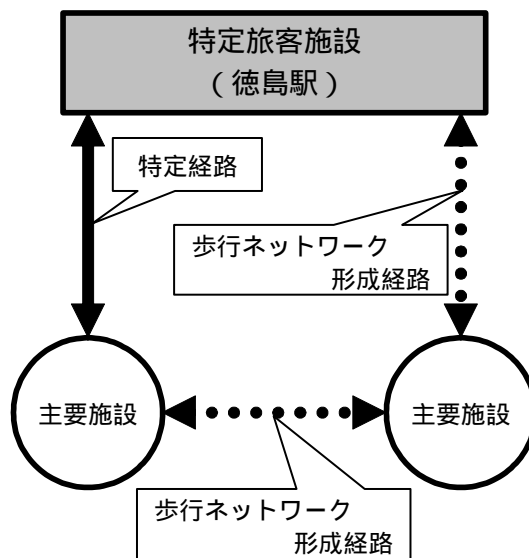 特定旅客施設
（徳島駅）
特定経路
歩行ネットワーク
形成経路
主要施設
主要施設
歩行ネットワーク
形成経路